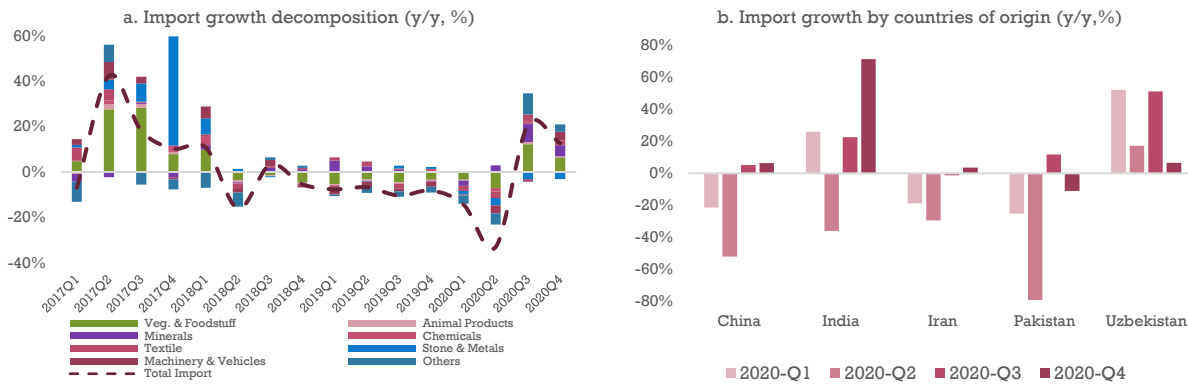 a. Import growth decomposition (y/y, %)
60%
40%
20%
0%
-20%
-40%
2017Q1
2017Q2
2017Q3
2017Q4
2018Q1
2018Q2
2018Q3
2018Q4
2019Q1
2019Q2
2019Q3
2019Q4
2020Q1
2020Q2
2020Q3
2020Q4
Veg. & Foodstuff
Animal Products
Minerals
Chemicals
Textile
Stone & Metals
Machinery & Vehicles
Others
Total Import
b. Import growth by countries of origin (y/y,%)
80%
60%
40%
20%
0%
-20%
-40%
-60%
-80%
China India Iran Pakistan Uzbekistan
2020-Q1 2020-Q2 2020-Q3 2020-Q4